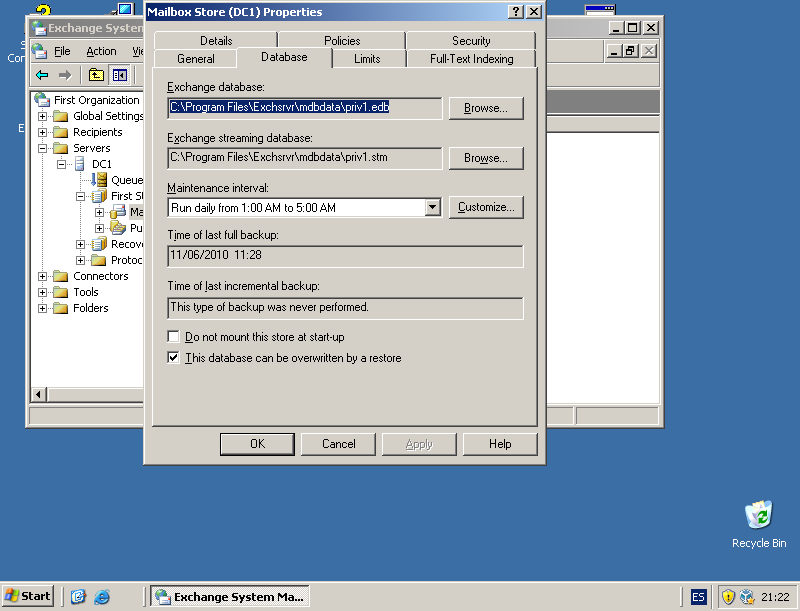 Mailbox Store (DC1) Properties
Exchange System
File Action
First Organization
Global Settings
Recipients
Servers
DC1
Queue
First St
Ma
Pu
Recov
Protoc
Connectors
Tools
Folders
Details Policies Security
General Database Limits Full-Text Indexing
Exchange database:
C:\Program Files\Exchsrvr\mdbdata\priv1.edb
Browse...
Exchange streaming database:
C:\Program Files\Exchsrvr\mdbdata\priv1.stm
Browse...
Maintenance interval:
Run daily from 1:00 AM to 5:00 AM
Customize...
Time of last full backup:
11/06/2010 11:28
Time of last incremental backup:
This type of backup was never performed.
Do not mount this store at start-up
This database can be overwritten by a restore
OK Cancel Apply Help
Recycle Bin
Start
Exchange System Ma...
ES
21:22